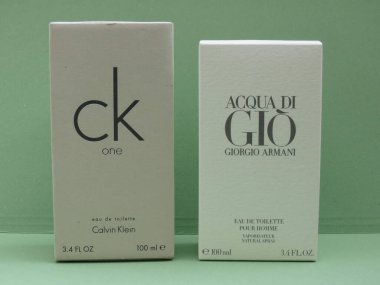 ck
one
eau de toilette
Calvin Klein
3.4 FL OZ 100 ml e
ACQUA DI
GIÒ
GIORGIO ARMANI
EAU DE TOILETTE
POUR HOMME
VAPORISATEUR
NATURAL SPRAY
e 100 ml 3.4 FL.OZ